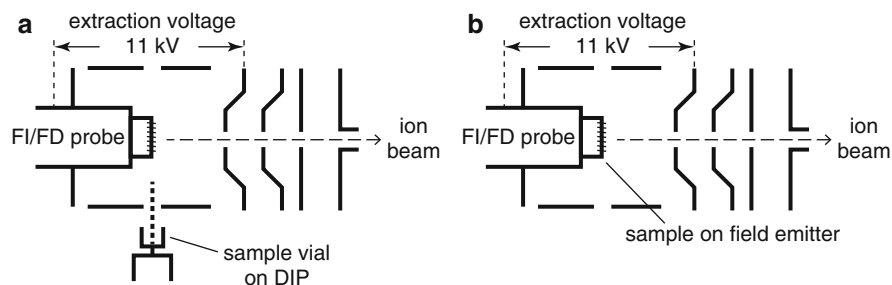 a
extraction voltage
11 kV
FI/FD probe
ion
beam
sample vial
on DIP
b
extraction voltage
11 kV
FI/FD probe
ion
beam
sample on field emitter